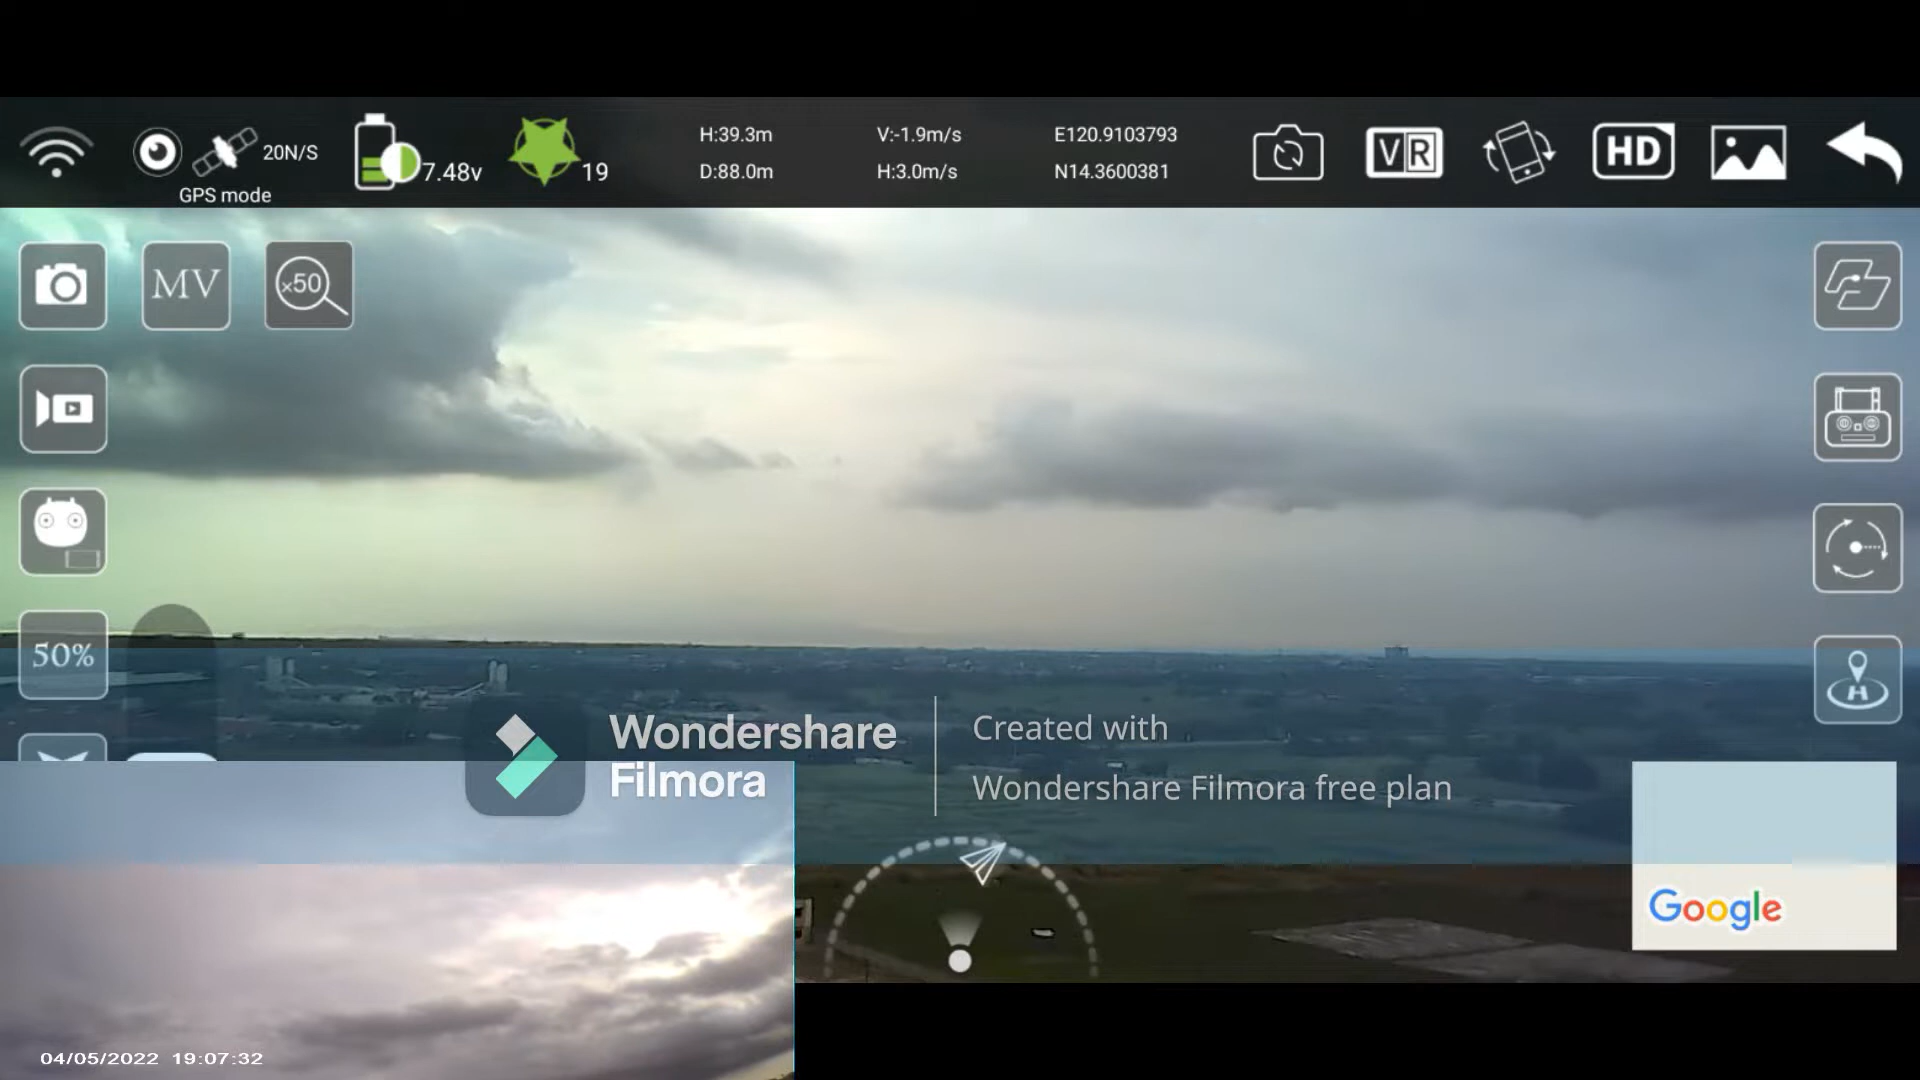 20N/S
GPS mode
7.48v
19
H:39.3m
D:88.0m
V:-1.9m/s
H:3.0m/s
E120.9103793
N14.3600381
VR
HD
MV
×50
50%
H
Wondershare
Filmora
Created with
Wondershare Filmora free plan
Google
04/05/2022 19:07:32